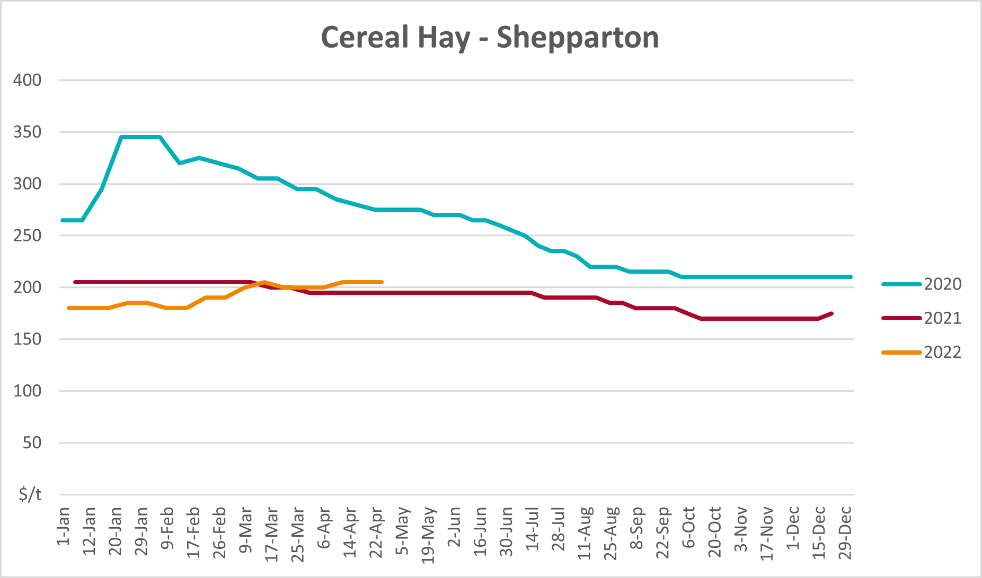 Cereal Hay - Shepparton
400
350
300
250
200
150
100
50
$/t
1-Jan
12-Jan
20-Jan
29-Jan
9-Feb
17-Feb
26-Feb
9-Mar
17-Mar
25-Mar
6-Apr
14-Apr
22-Apr
5-May
19-May
2-Jun
16-Jun
30-Jun
14-Jul
28-Jul
11-Aug
25-Aug
8-Sep
22-Sep
6-Oct
20-Oct
3-Nov
17-Nov
1-Dec
15-Dec
29-Dec
2020
2021
2022